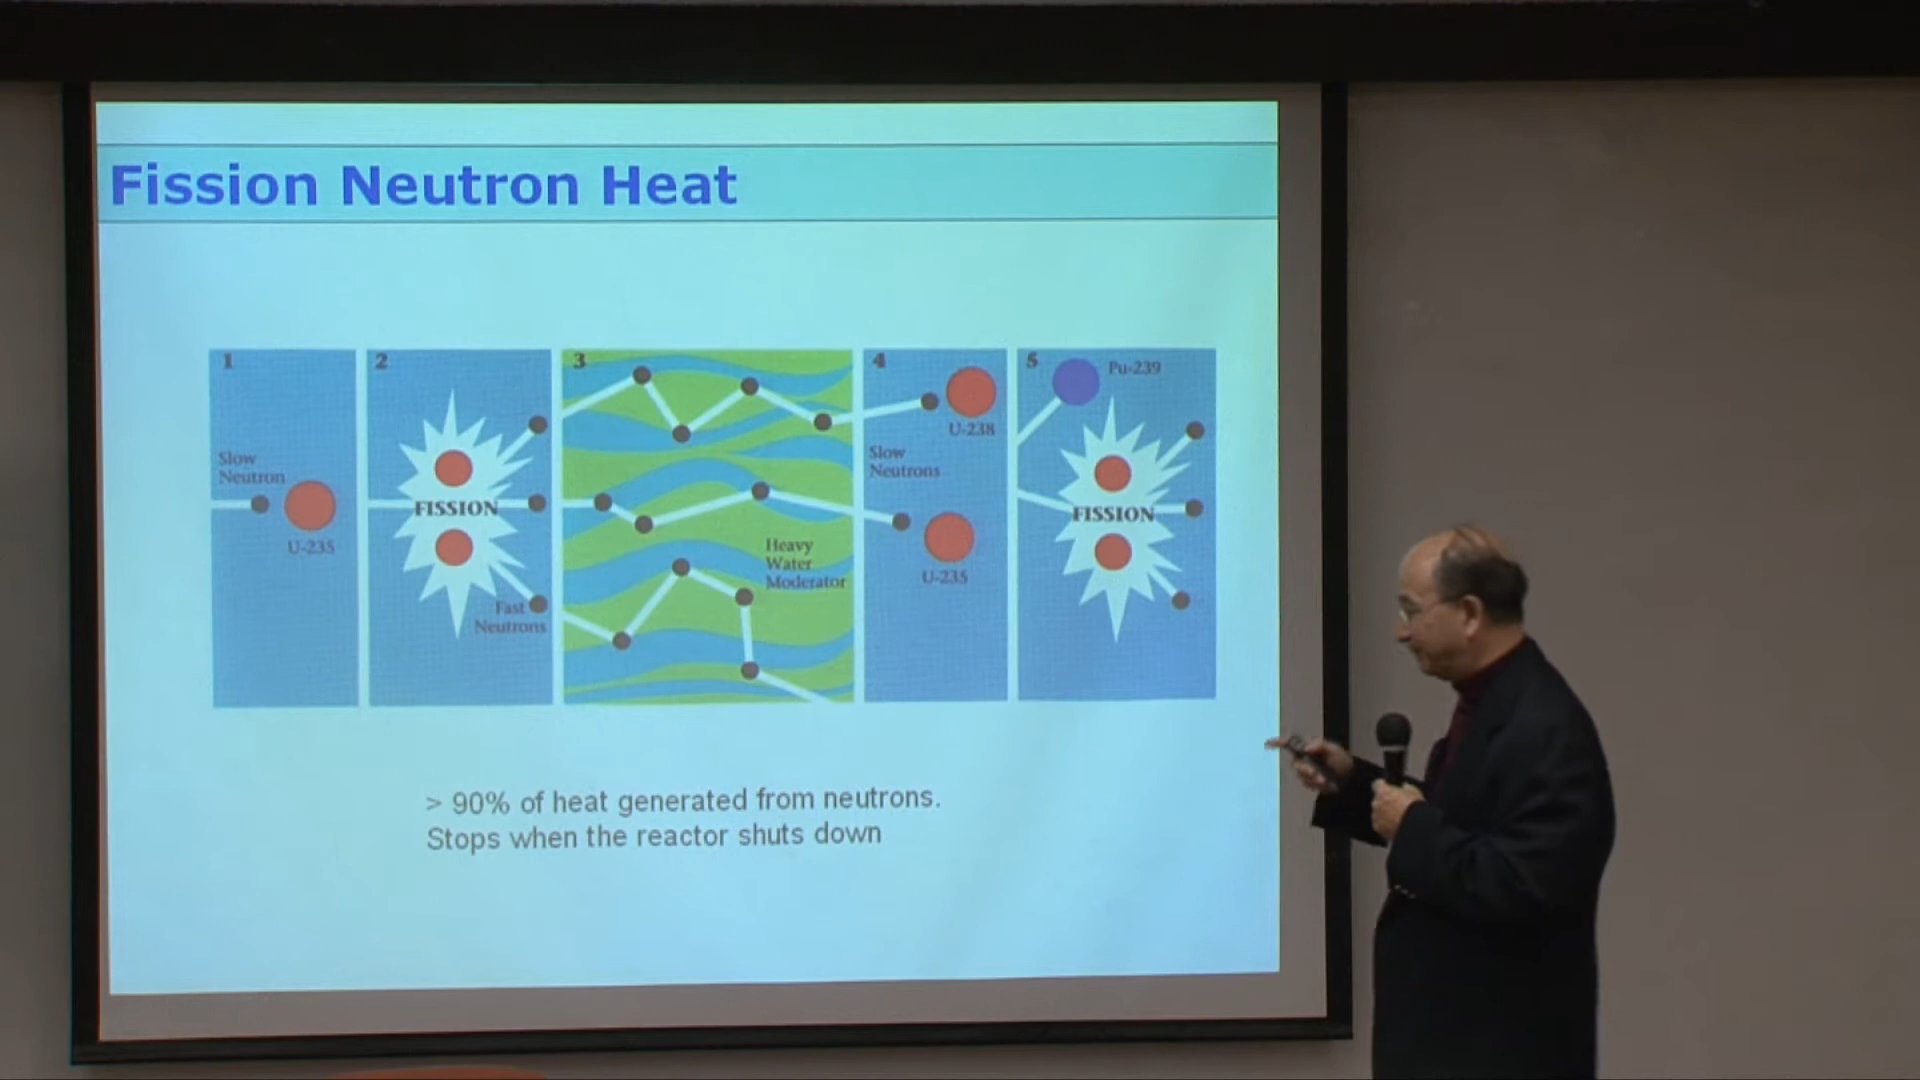 Fission Neutron Heat
1
2
3
4
5
Slow
Neutron
U-235
FISSION
Fast
Neutrons
Heavy
Water
Moderator
U-238
Slow
Neutrons
U-235
Pu-239
FISSION
> 90% of heat generated from neutrons.
Stops when the reactor shuts down